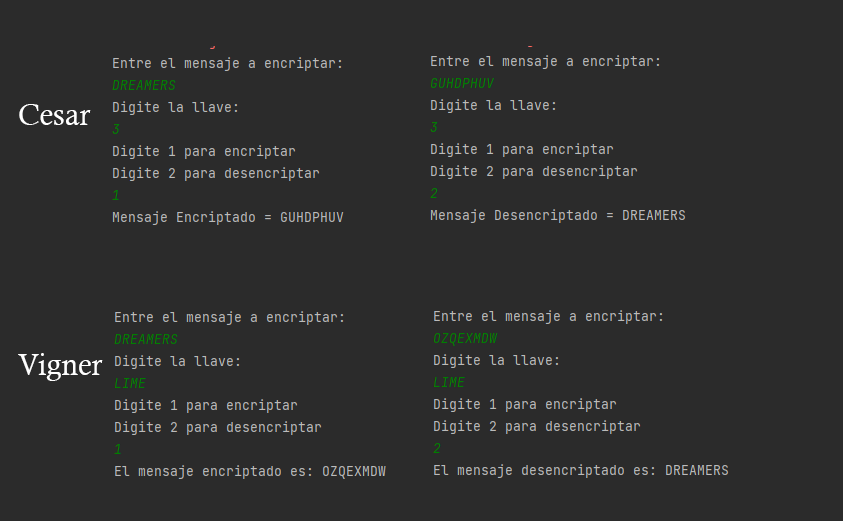 Cesar
Entre el mensaje a encriptar:
DREAMERS
Digite la llave:
3
Digite 1 para encriptar
Digite 2 para desencriptar
1
Mensaje Encriptado = GUHDPHUV
Entre el mensaje a encriptar:
GUHDPHUV
Digite la llave:
3
Digite 1 para encriptar
Digite 2 para desencriptar
2
Mensaje Desencriptado = DREAMERS
Vigner
Entre el mensaje a encriptar:
DREAMERS
Digite la llave:
LIME
Digite 1 para encriptar
Digite 2 para desencriptar
1
El mensaje encriptado es: OZQEXMDW
Entre el mensaje a encriptar:
OZQEXMDW
Digite la llave:
LIME
Digite 1 para encriptar
Digite 2 para desencriptar
2
El mensaje desencriptado es: DREAMERS